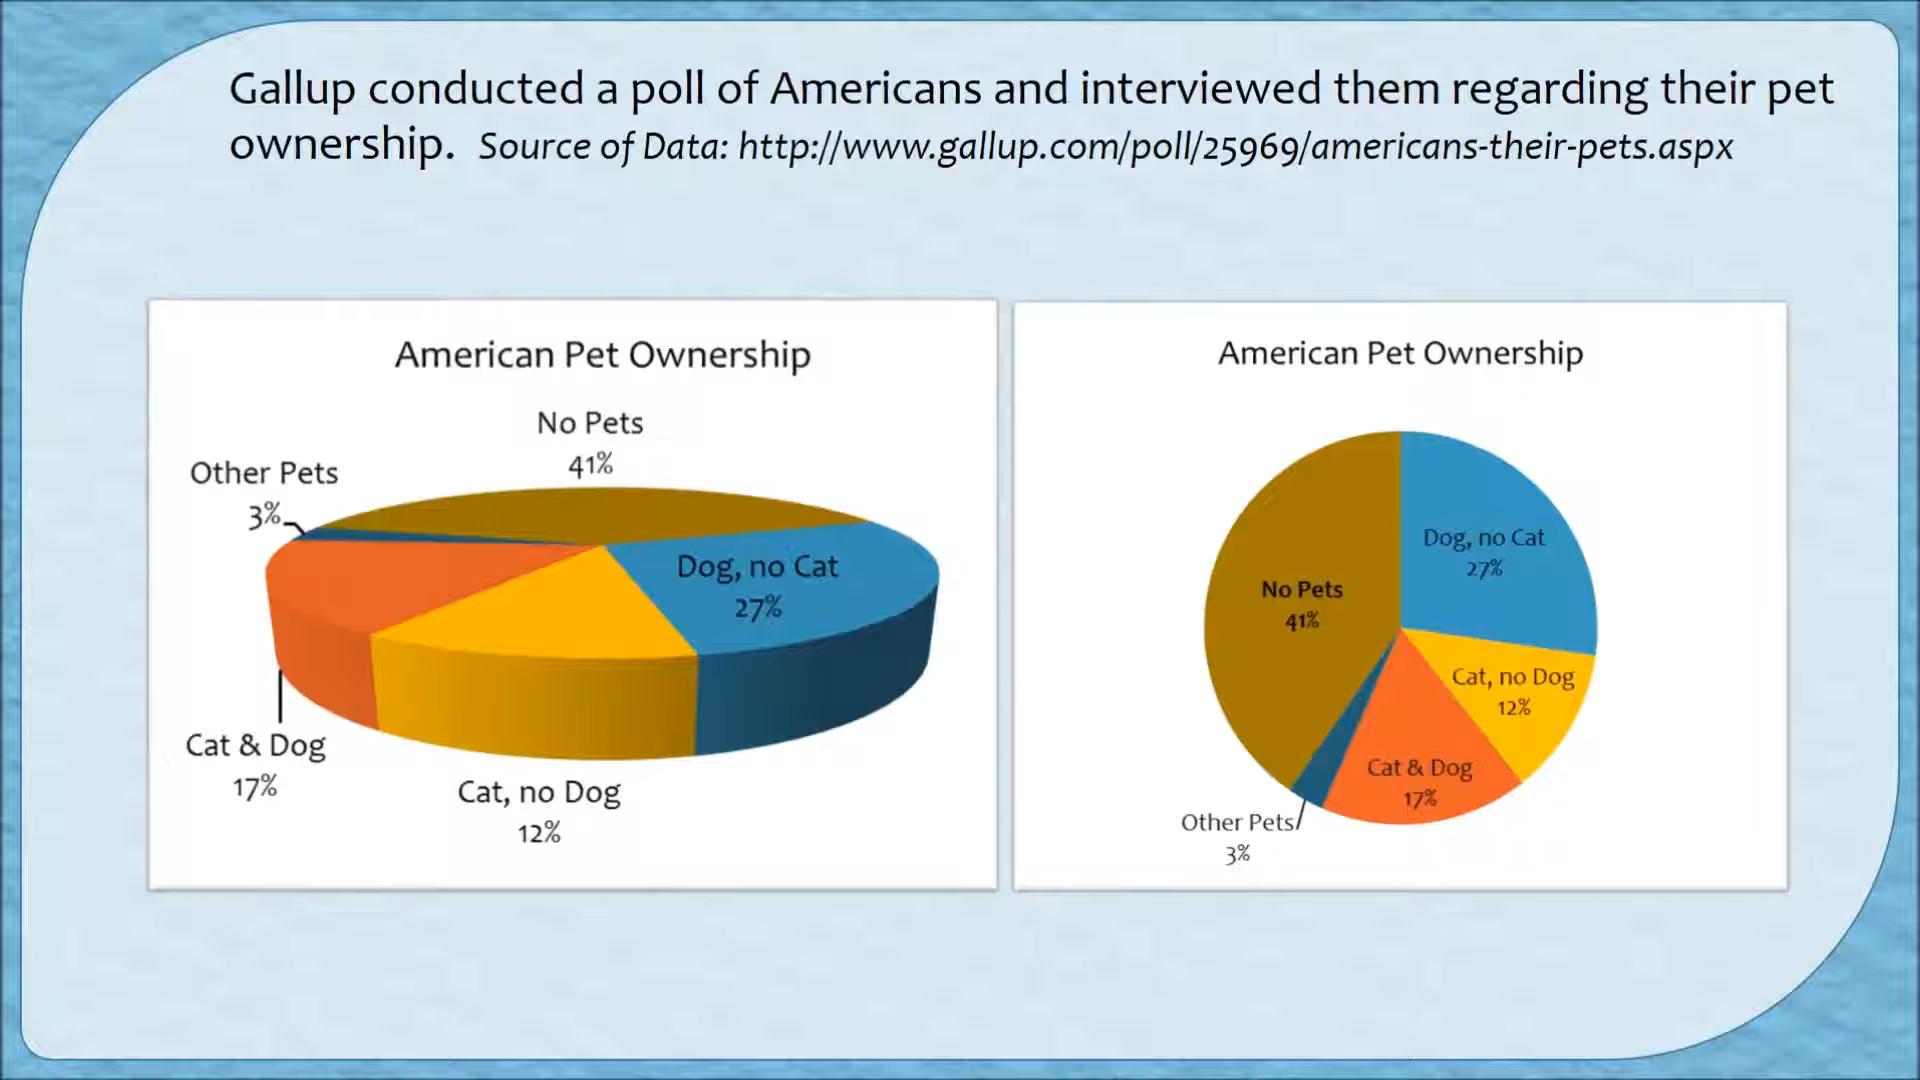 Gallup conducted a poll of Americans and interviewed them regarding their pet
ownership. Source of Data: http://www.gallup.com/poll/25969/americans-their-pets.aspx
American Pet Ownership
No Pets
41%
Other Pets
3%
Dog, no Cat
27%
Cat & Dog
17%
Cat, no Dog
12%
American Pet Ownership
Dog, no Cat
27%
No Pets
41%
Cat, no Dog
12%
Cat & Dog
17%
Other Pets
3%